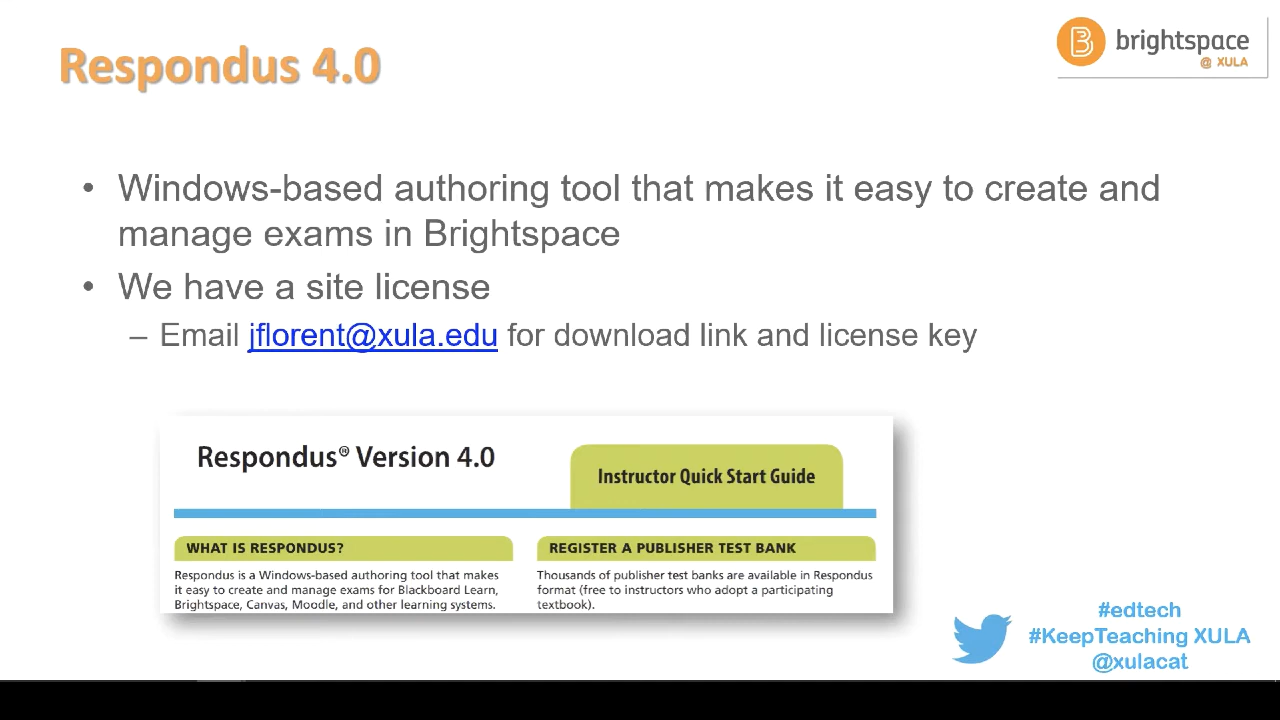 Respondus 4.0
brightspace
@ XULA
• Windows-based authoring tool that makes it easy to create and
manage exams in Brightspace
• We have a site license
– Email jflorent@xula.edu for download link and license key
Respondus® Version 4.0
Instructor Quick Start Guide
WHAT IS RESPONDUS?
Respondus is a Windows-based authoring tool that makes
it easy to create and manage exams for Blackboard Learn,
Brightspace, Canvas, Moodle, and other learning systems.
REGISTER A PUBLISHER TEST BANK
Thousands of publisher test banks are available in Respondus
format (free to instructors who adopt a participating
textbook).
#edtech
#KeepTeaching XULA
@xulacat